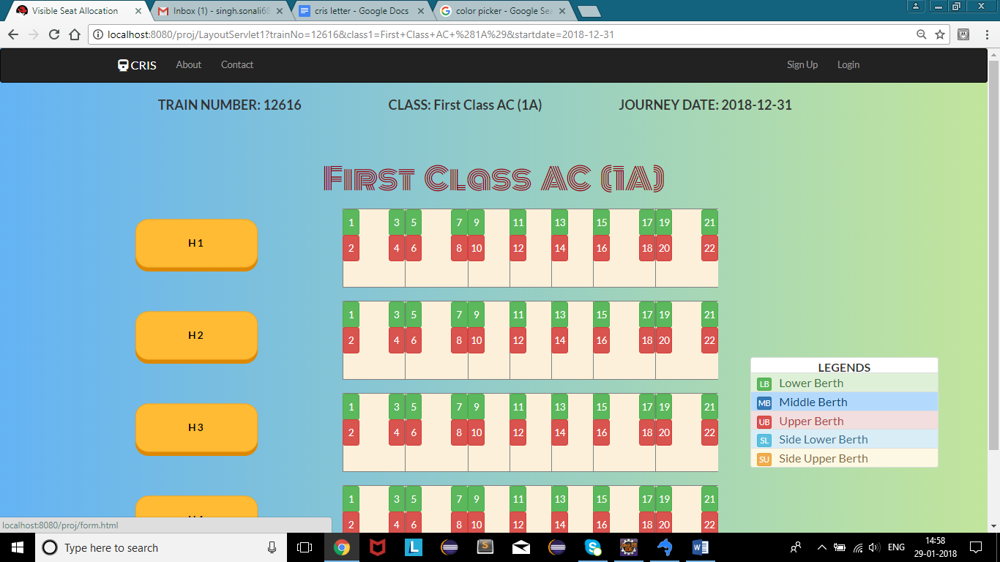 Visible Seat Allocation
Inbox (1) - singh.sonali68
cris letter - Google Docs
color picker - Google Sea
localhost:8080/proj/LayoutServlet1?trainNo=12616&class1=First+Class+AC+%281A%29&startdate=2018-12-31
CRIS About Contact Sign Up Login
TRAIN NUMBER: 12616 CLASS: First Class AC (1A) JOURNEY DATE: 2018-12-31
First Class AC (1A)
H1
1 3 5 7 9 11 13 15 17 19 21
2 4 6 8 10 12 14 16 18 20 22
H2
1 3 5 7 9 11 13 15 17 19 21
2 4 6 8 10 12 14 16 18 20 22
H3
1 3 5 7 9 11 13 15 17 19 21
2 4 6 8 10 12 14 16 18 20 22
1 3 5 7 9 11 13 15 17 19 21
2 4 6 8 10 12 14 16 18 20 22
LEGENDS
LB Lower Berth
MB Middle Berth
UB Upper Berth
SL Side Lower Berth
SU Side Upper Berth
localhost:8080/proj/form.html
Type here to search
ENG
14:58
29-01-2018